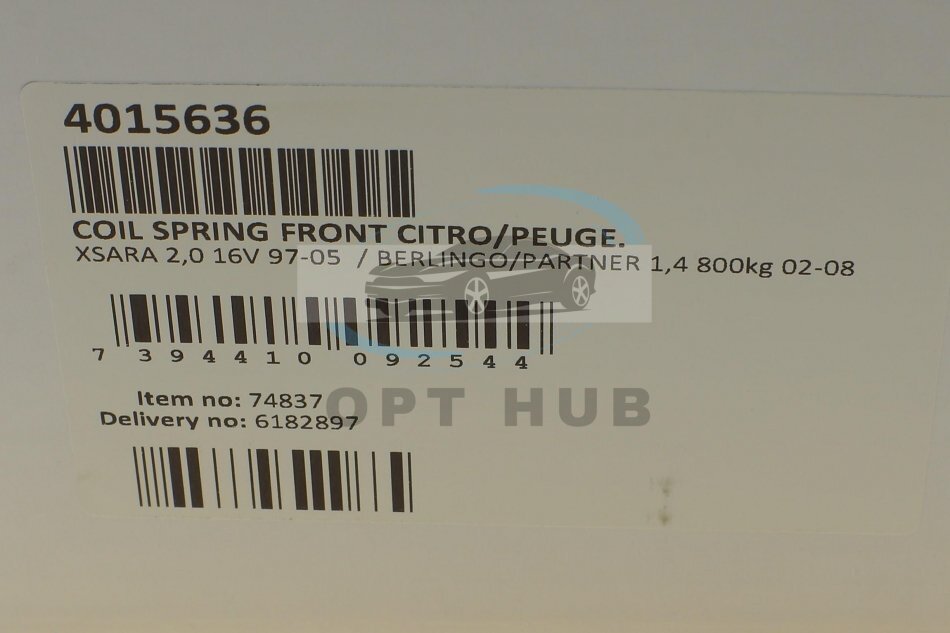 4015636
COIL SPRING FRONT CITRO/PEUGE.
XSARA 2,0 16V 97-05 / BERLINGO/PARTNER 1,4 800kg 02-08
7 394410 092544
Item no: 74837
Delivery no: 6182897
OPT HUB